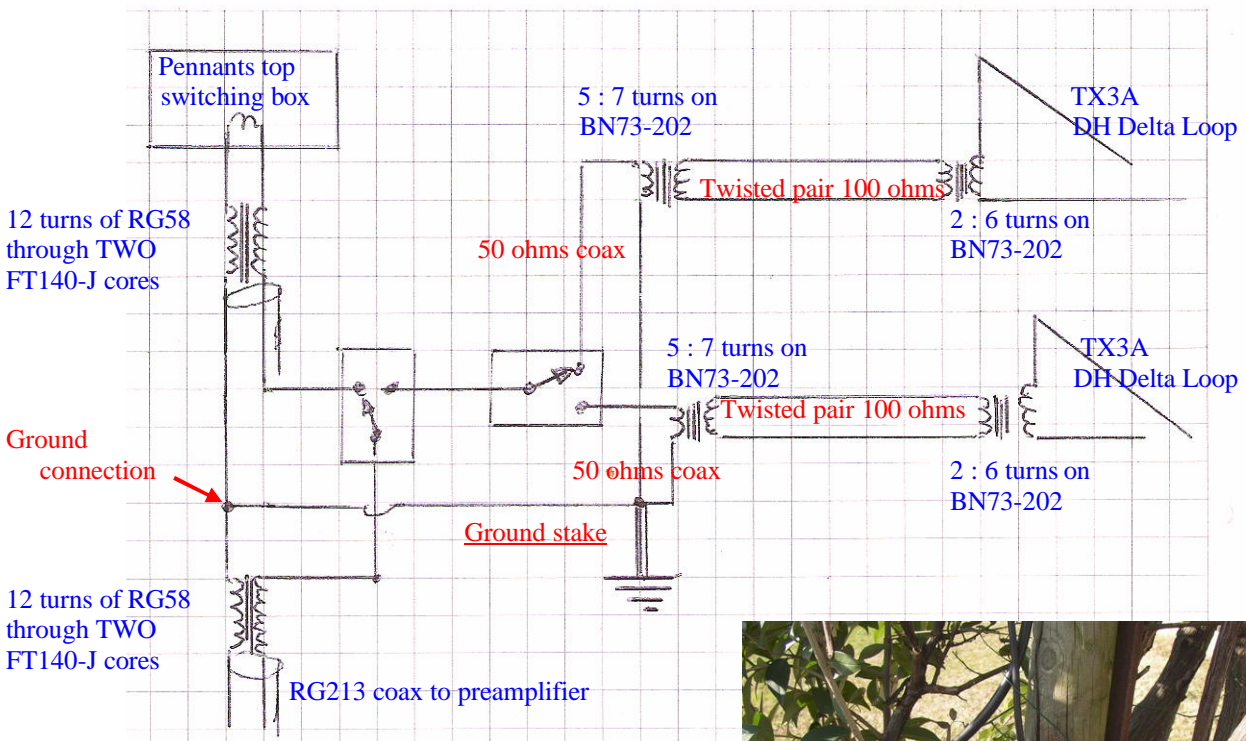 Pennants top
switching box
5 : 7 turns on
BN73-202
TX3A
DH Delta Loop
Twisted pair 100 ohms
12 turns of RG58
through TWO
FT140-J cores
50 ohms coax
2 : 6 turns on
BN73-202
5 : 7 turns on
BN73-202
TX3A
DH Delta Loop
Twisted pair 100 ohms
Ground
connection
50 ohms coax
2 : 6 turns on
BN73-202
Ground stake
12 turns of RG58
through TWO
FT140-J cores
RG213 coax to preamplifier